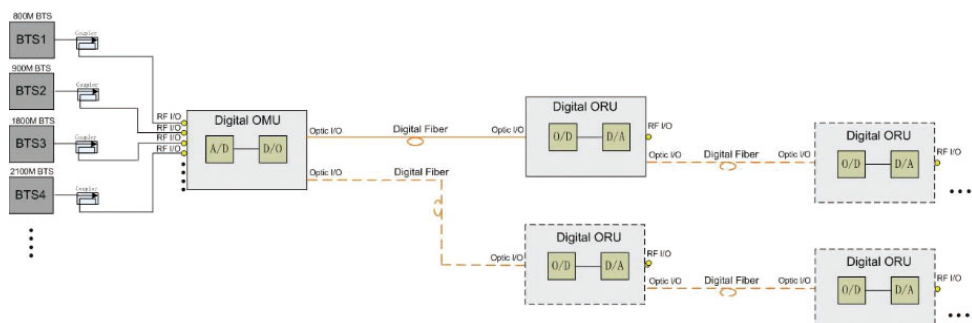 800M BTS
BTS1
Coupler
900M BTS
BTS2
Coupler
1800M BTS
BTS3
Coupler
2100M BTS
BTS4
Coupler
RF I/O
RF I/O
RF I/O
RF I/O
Digital OMU
A/D
D/O
Optic I/O
Digital Fiber
Optic I/O
Optic I/O
Digital Fiber
Digital ORU
O/D
D/A
RF I/O
Optic I/O
Digital Fiber
Optic I/O
Digital ORU
O/D
D/A
RF I/O
Optic I/O
Digital ORU
O/D
D/A
RF I/O
Optic I/O
Digital Fiber
Optic I/O
Digital ORU
O/D
D/A
RF I/O